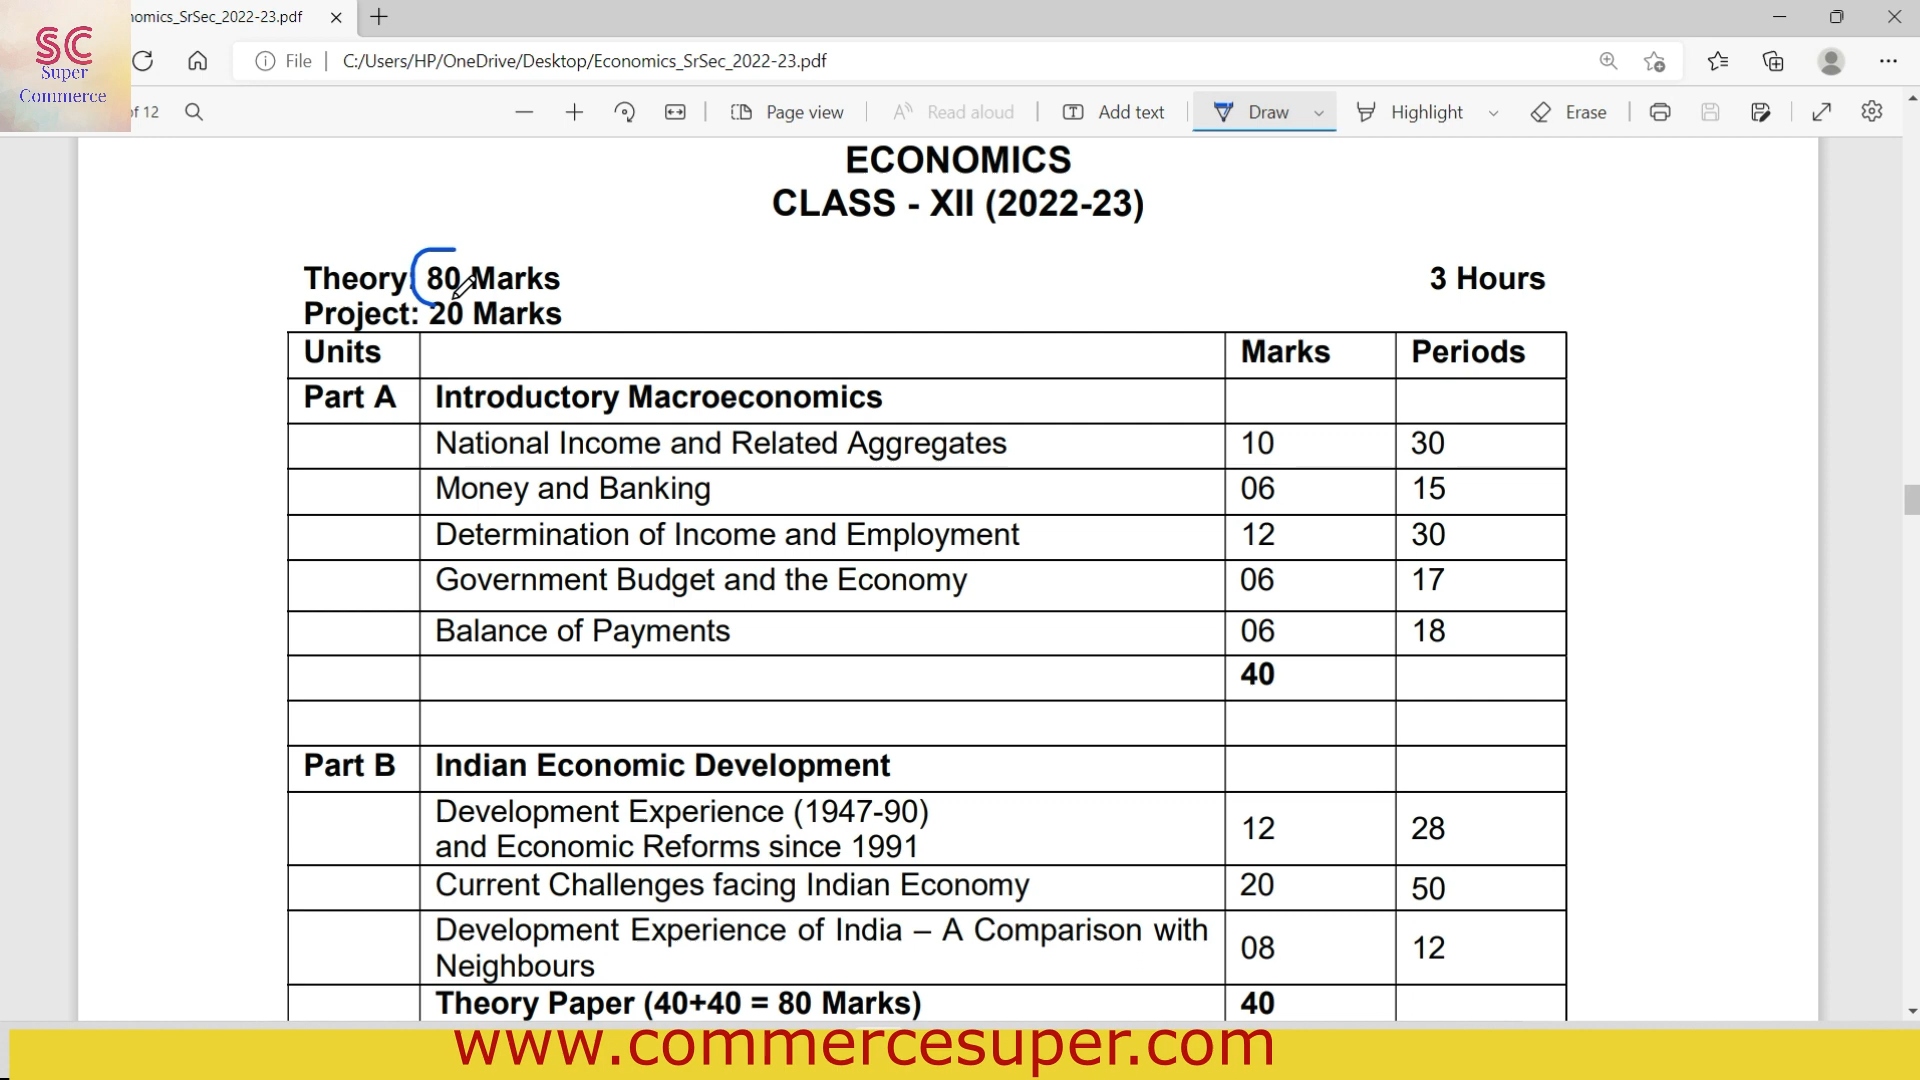 nomics_SrSec_2022-23.pdf
SC
Super
Commerce
File
C:/Users/HP/OneDrive/Desktop/Economics_SrSec_2022-23.pdf
of 12
Page view
Read aloud
Add text
Draw
Highlight
Erase
ECONOMICS
CLASS - XII (2022-23)
Theory: 80 Marks 3 Hours
Project: 20 Marks
Units Marks Periods
Part A Introductory Macroeconomics
National Income and Related Aggregates 10 30
Money and Banking 06 15
Determination of Income and Employment 12 30
Government Budget and the Economy 06 17
Balance of Payments 06 18
40
Part B Indian Economic Development
Development Experience (1947-90)
and Economic Reforms since 1991 12 28
Current Challenges facing Indian Economy 20 50
Development Experience of India – A Comparison with
Neighbours 08 12
Theory Paper (40+40 = 80 Marks) 40
www.commercesuper.com